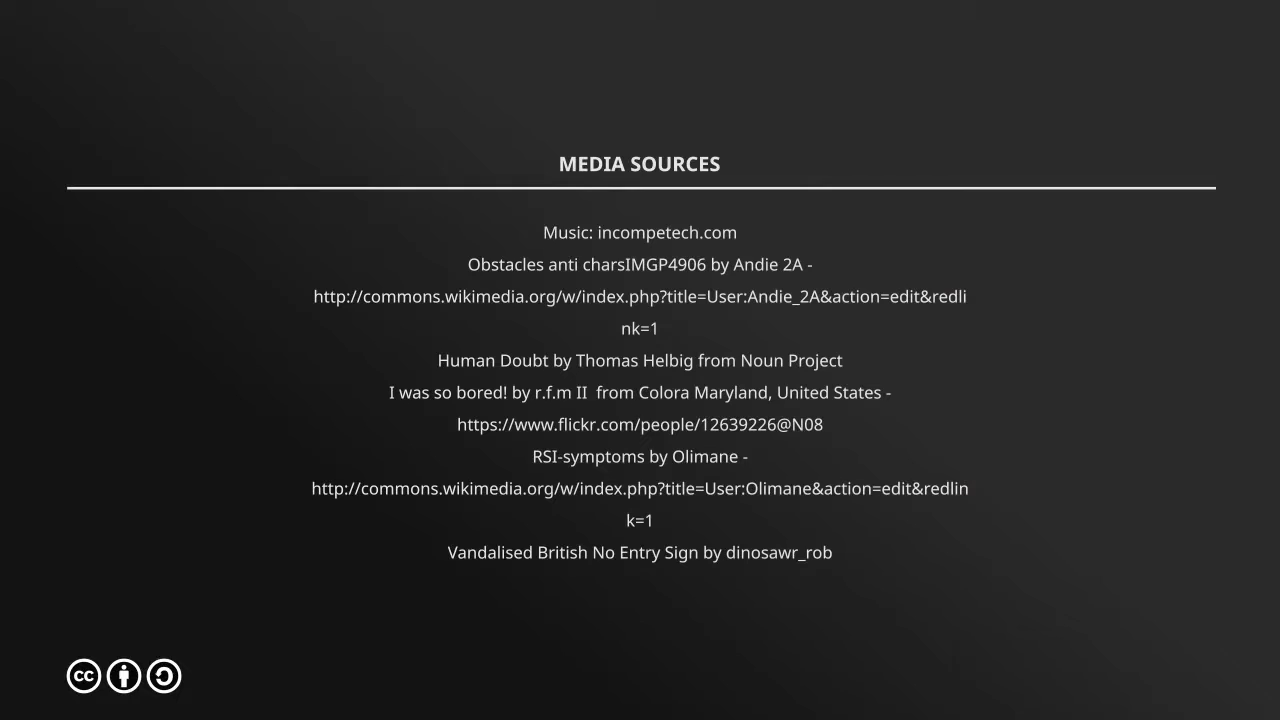 MEDIA SOURCES
Music: incompetech.com
Obstacles anti charsIMGP4906 by Andie 2A -
http://commons.wikimedia.org/w/index.php?title=User:Andie_2A&action=edit&redli
nk=1
Human Doubt by Thomas Helbig from Noun Project
I was so bored! by r.f.m II  from Colora Maryland, United States -
https://www.flickr.com/people/12639226@N08
RSI-symptoms by Olimane -
http://commons.wikimedia.org/w/index.php?title=User:Olimane&action=edit&redlin
k=1
Vandalised British No Entry Sign by dinosawr_rob
cc